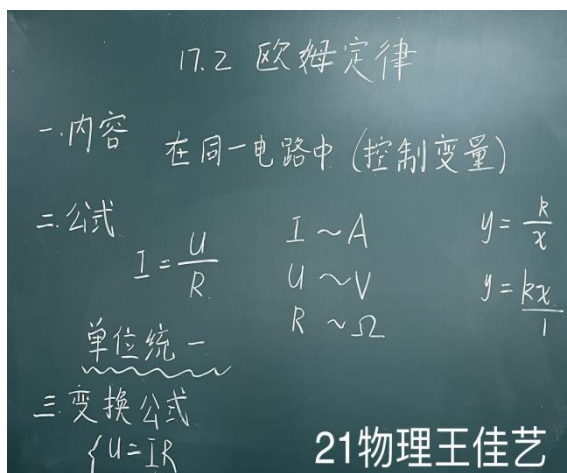 17.2 欧姆定律
一.内容
在同一电路中(控制变量)
二.公式
I = U/R
I ~ A
U ~ V
R ~ Ω
y = k/x
y = kx/1
单位统一
三.变换公式
{U=IR
21物理王佳艺